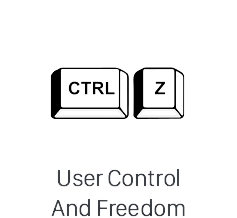 CTRL Z
User Control
And Freedom